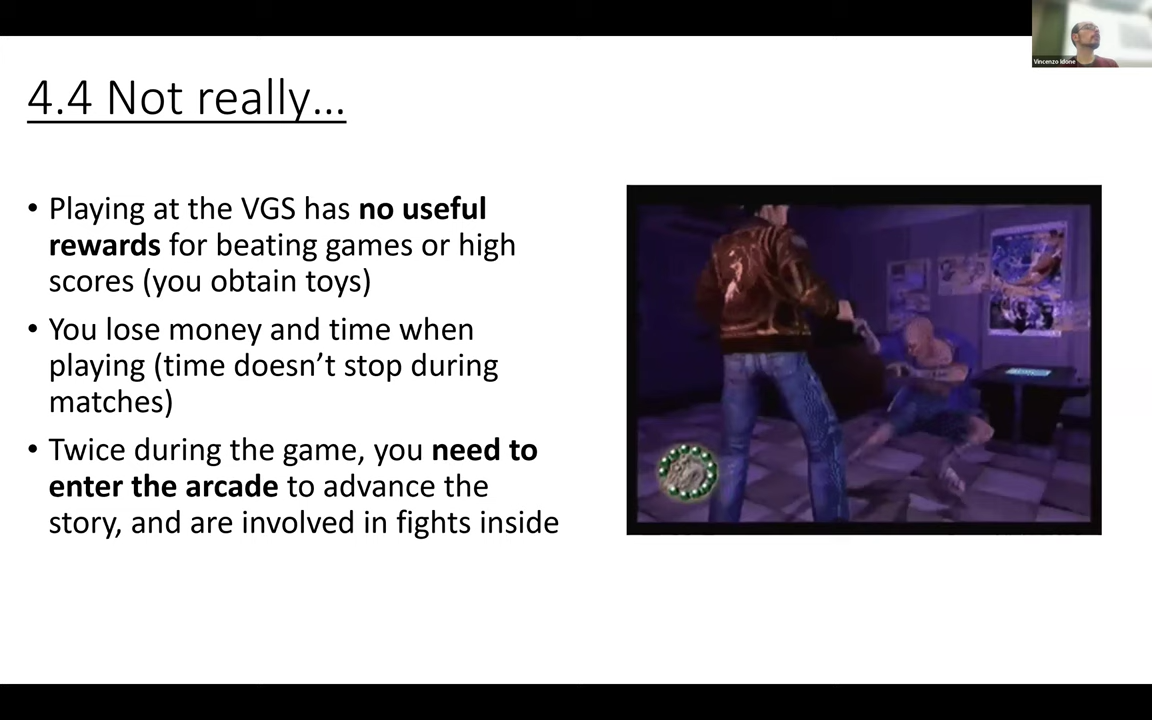 Vincenzo Idone
4.4 Not really...
• Playing at the VGS has no useful
rewards for beating games or high
scores (you obtain toys)
• You lose money and time when
playing (time doesn’t stop during
matches)
• Twice during the game, you need to
enter the arcade to advance the
story, and are involved in fights inside